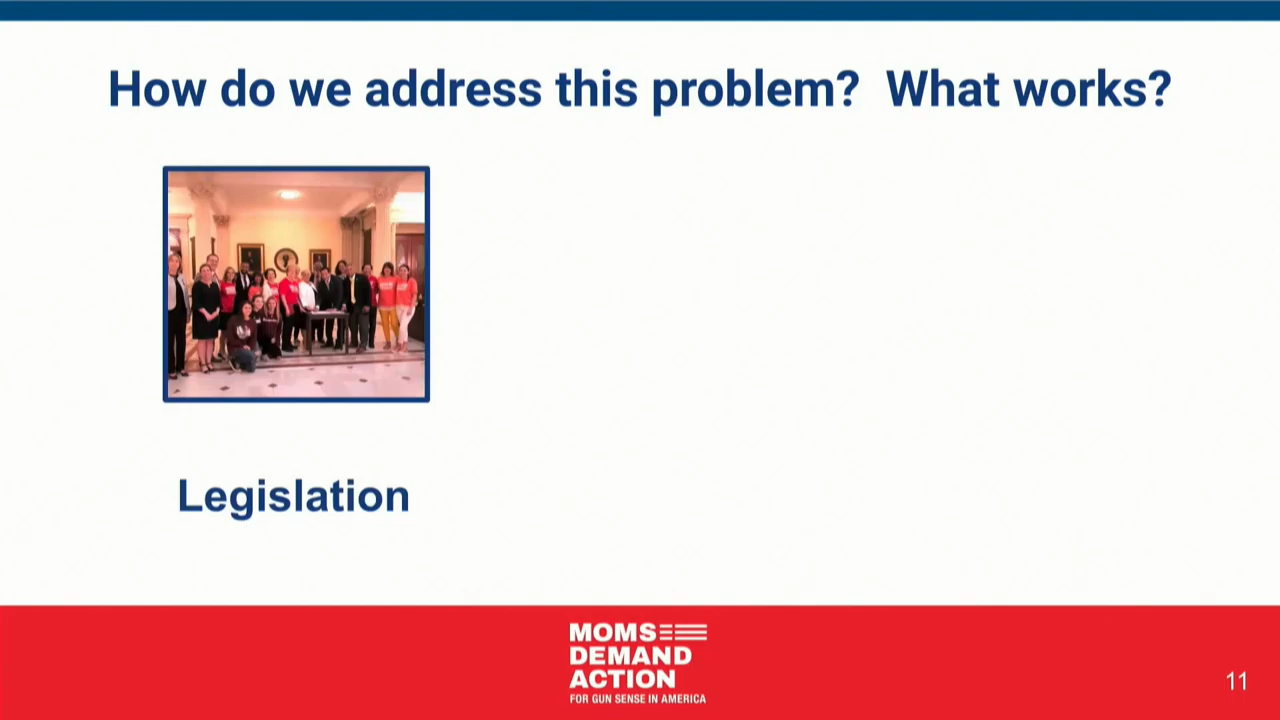 How do we address this problem?  What works?
Legislation
MOMS
DEMAND
ACTION
FOR GUN SENSE IN AMERICA
11